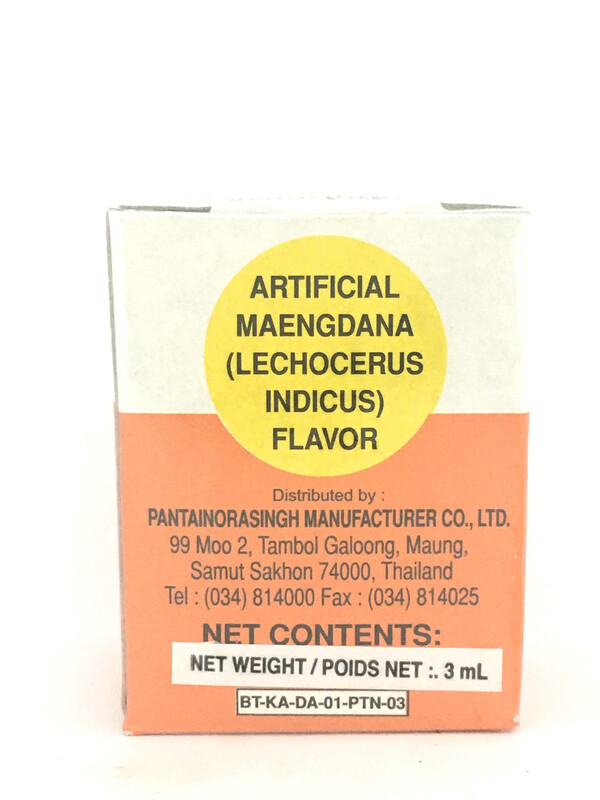 ARTIFICIAL
MAENGDANA
(LECHOCERUS
INDICUS)
FLAVOR
Distributed by :
PANTAINORASINGH MANUFACTURER CO., LTD.
99 Moo 2, Tambol Galoong, Maung,
Samut Sakhon 74000, Thailand
Tel : (034) 814000 Fax : (034) 814025
NET CONTENTS:
NET WEIGHT / POIDS NET :. 3 mL
BT-KA-DA-01-PTN-03